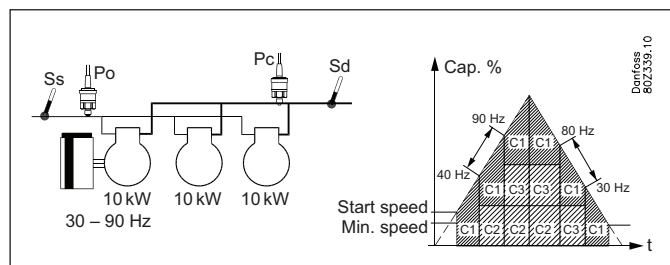 Ss
Po
Pc
Sd
10 kW
10 kW
10 kW
30 – 90 Hz
Danfoss
80Z339.10
Cap. %
90 Hz
80 Hz
C1 C1
40 Hz
30 Hz
C1 C3 C3 C1
Start speed
Min. speed
C1 C2 C2 C2 C3 C1
t